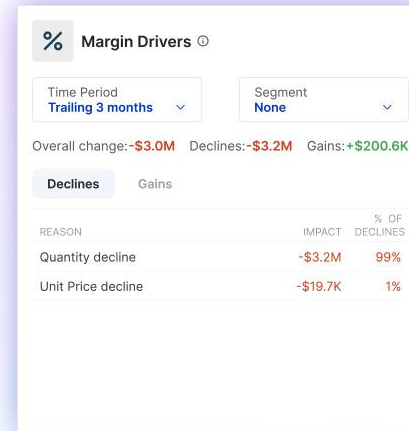 Margin Drivers
Time Period
Trailing 3 months
Segment
None
Overall change:-$3.0M Declines:-$3.2M Gains:+$200.6K
Declines Gains
REASON IMPACT % OF DECLINES
Quantity decline -$3.2M 99%
Unit Price decline -$19.7K 1%